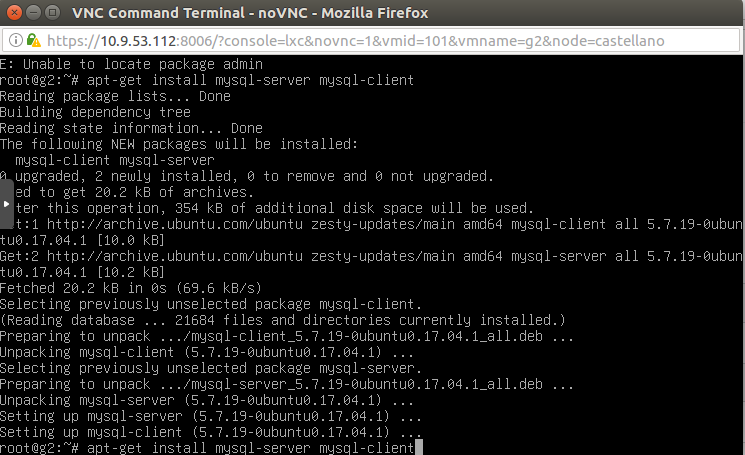 VNC Command Terminal - noVNC - Mozilla Firefox
https://10.9.53.112:8006/?console=lxc&novnc=1&vmid=101&vmname=g2&node=castellano
E: Unable to locate package admin
root@g2:~# apt-get install mysql-server mysql-client
Reading package lists... Done
Building dependency tree
Reading state information... Done
The following NEW packages will be installed:
mysql-client mysql-server
0 upgraded, 2 newly installed, 0 to remove and 0 not upgraded.
ed to get 20.2 kB of archives.
ter this operation, 354 kB of additional disk space will be used.
t:1 http://archive.ubuntu.com/ubuntu zesty-updates/main amd64 mysql-client all 5.7.19-0ubun
tu0.17.04.1 [10.0 kB]
Get:2 http://archive.ubuntu.com/ubuntu zesty-updates/main amd64 mysql-server all 5.7.19-0ubun
tu0.17.04.1 [10.2 kB]
Fetched 20.2 kB in 0s (69.6 kB/s)
Selecting previously unselected package mysql-client.
(Reading database ... 21684 files and directories currently installed.)
Preparing to unpack .../mysql-client_5.7.19-0ubuntu0.17.04.1_all.deb ...
Unpacking mysql-client (5.7.19-0ubuntu0.17.04.1) ...
Selecting previously unselected package mysql-server.
Preparing to unpack .../mysql-server_5.7.19-0ubuntu0.17.04.1_all.deb ...
Unpacking mysql-server (5.7.19-0ubuntu0.17.04.1) ...
Setting up mysql-server (5.7.19-0ubuntu0.17.04.1) ...
Setting up mysql-client (5.7.19-0ubuntu0.17.04.1) ...
root@g2:~# apt-get install mysql-server mysql-client